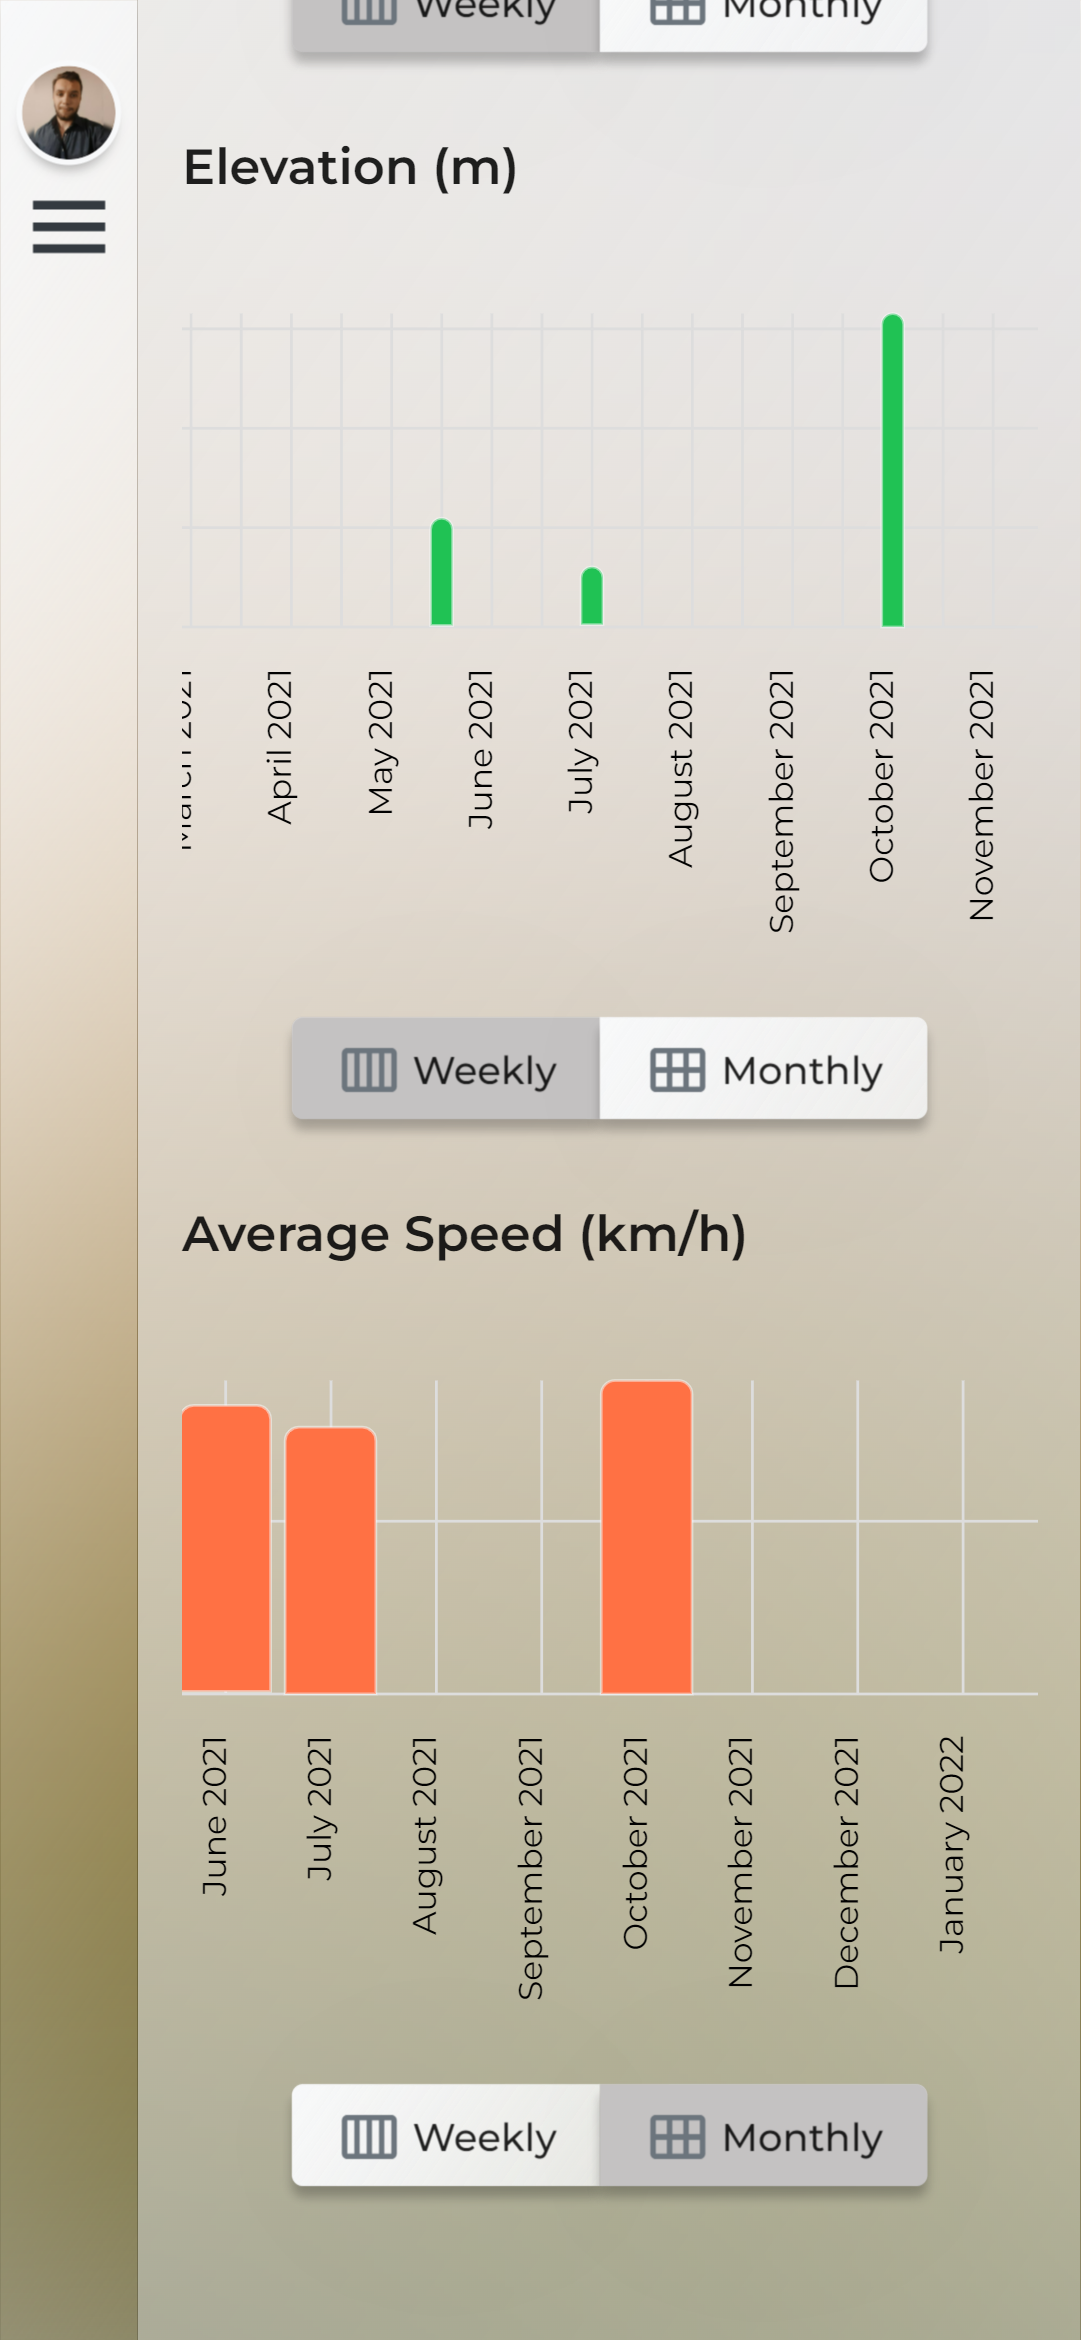 Weekly
Monthly
Elevation (m)
March 2021
April 2021
May 2021
June 2021
July 2021
August 2021
September 2021
October 2021
November 2021
Weekly
Monthly
Average Speed (km/h)
June 2021
July 2021
August 2021
September 2021
October 2021
November 2021
December 2021
January 2022
Weekly
Monthly